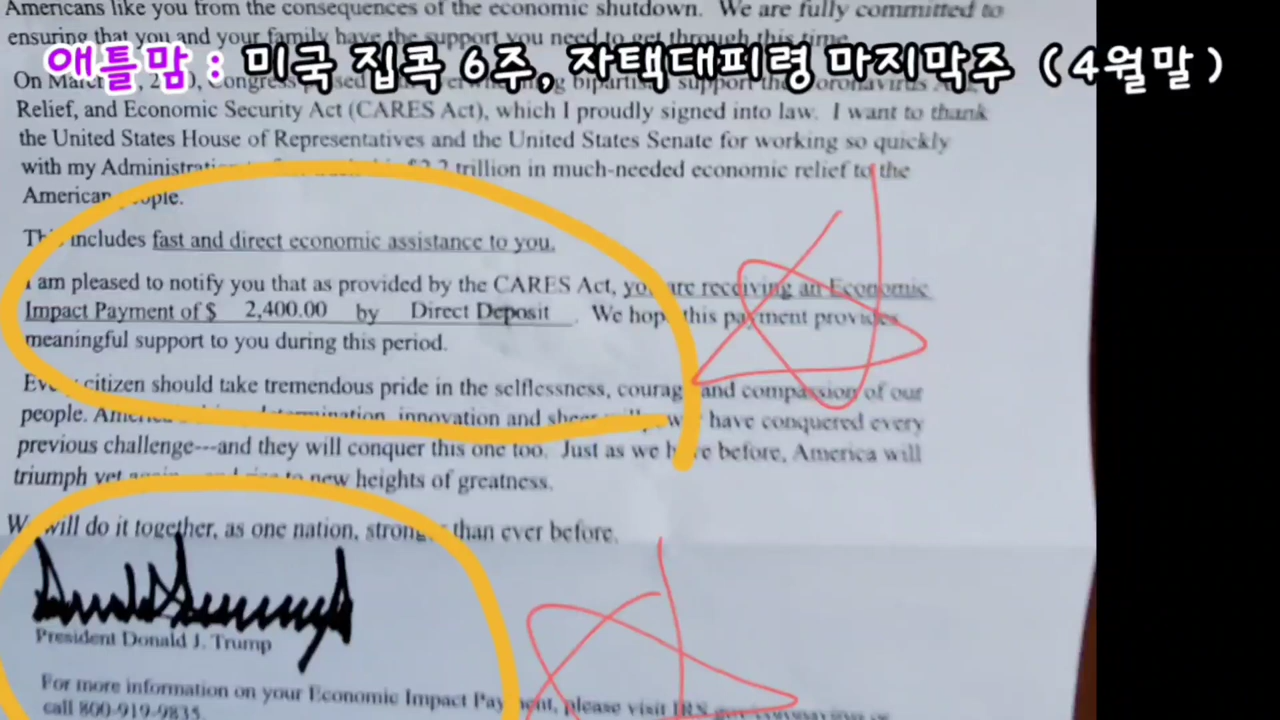 Americans like you from the consequences of the economic shutdown. We are fully committed to
ensuring that you and your family have the support you need to get through this time.
애틀맘 : 미국 집콕 6주, 자택대피령 마지막주 (4월말)
On March Congress
Relief, and Economic Security Act (CARES Act), which I proudly signed into law. I want to thank
the United States House of Representatives and the United States Senate for working so quickly
with my Administration trillion in much-needed economic relief to the
American people.
This includes fast and direct economic assistance to you.
I am pleased to notify you that as provided by the CARES Act, you are receiving an Economic
Impact Payment of $ 2,400.00 by Direct Deposit . We hope this payment provides
meaningful support to you during this period.
Every citizen should take tremendous pride in the selflessness, courage and compassion of our
people. innovation and have conquered every
previous challenge---and they will conquer this one too. Just as we have before, America will
triumph yet to new heights of greatness.
We will do it together, as one nation, stronger than ever before.
President Donald J. Trump
For more information on your Economic Impact Payment, please visit
call 800-919-9835.